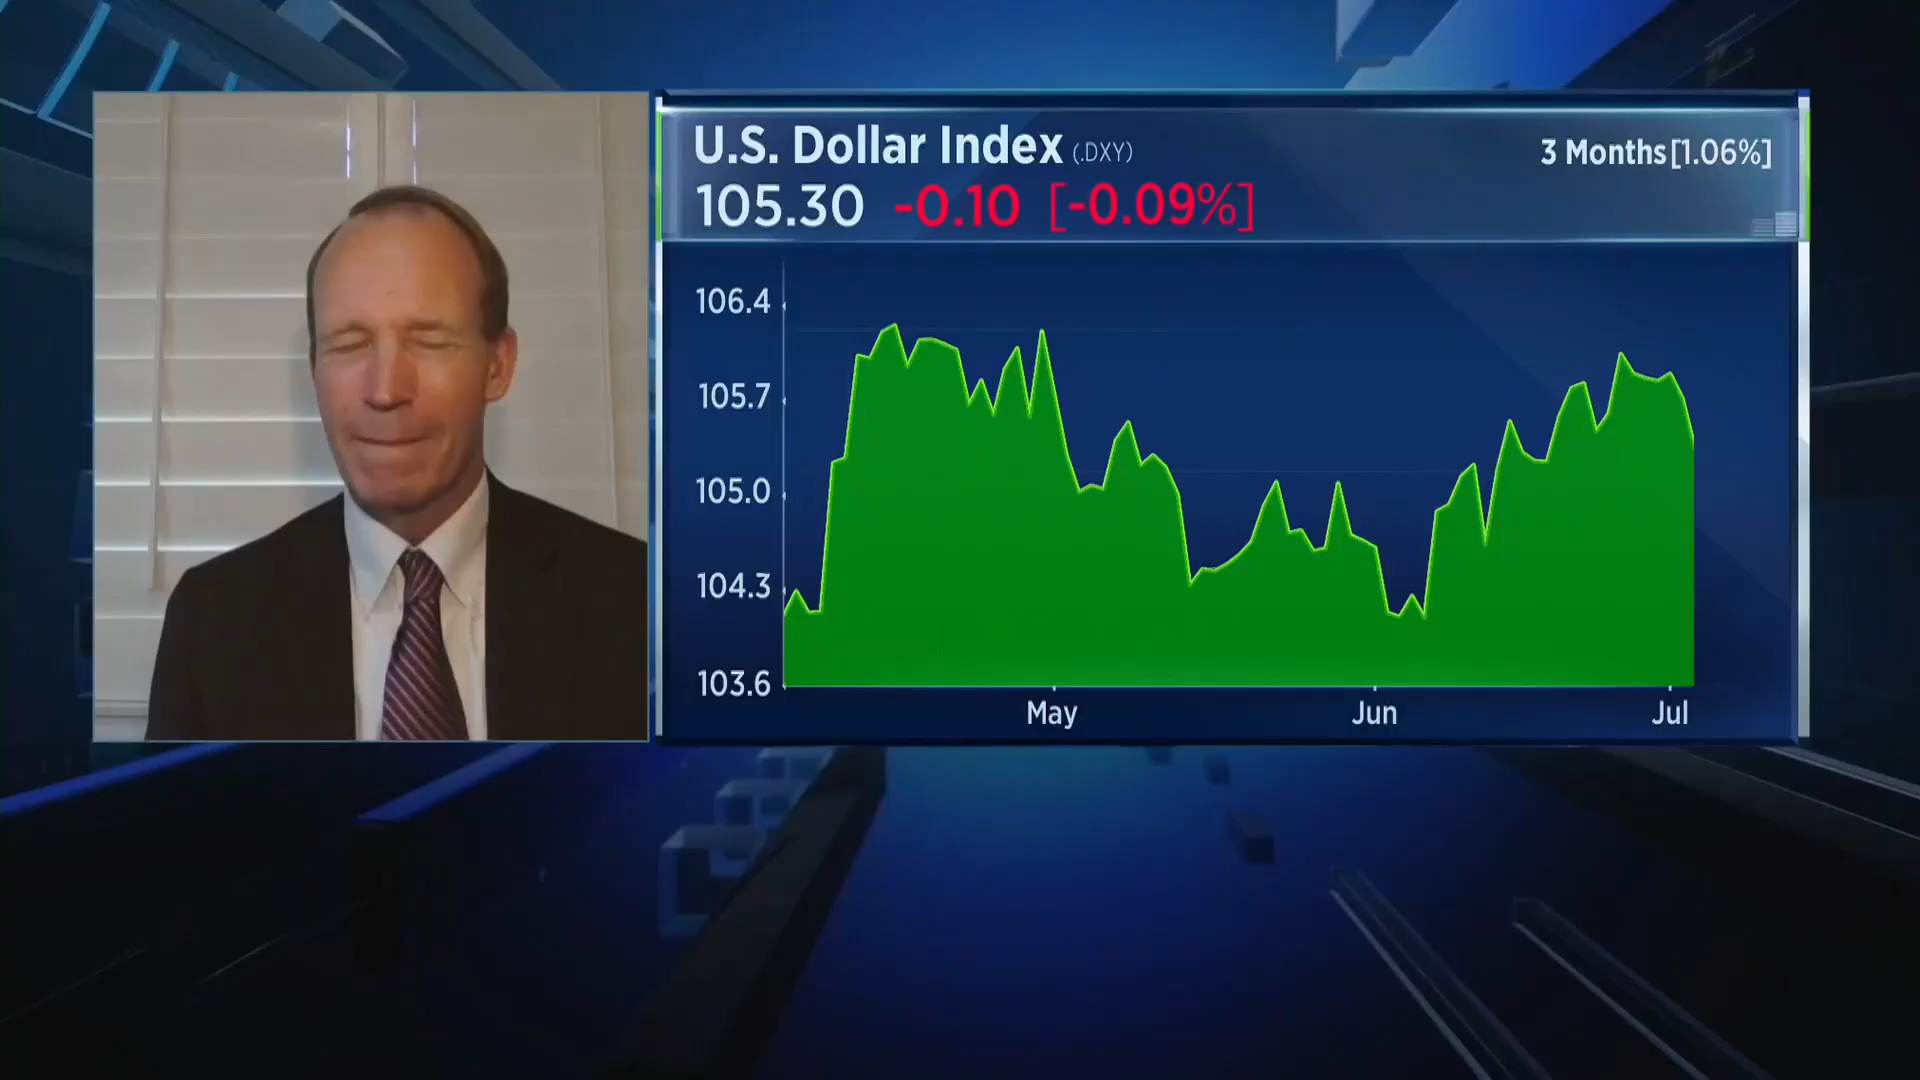 U.S. Dollar Index (.DXY)
3 Months [1.06%]
105.30 -0.10 [-0.09%]
106.4
105.7
105.0
104.3
103.6
May Jun Jul